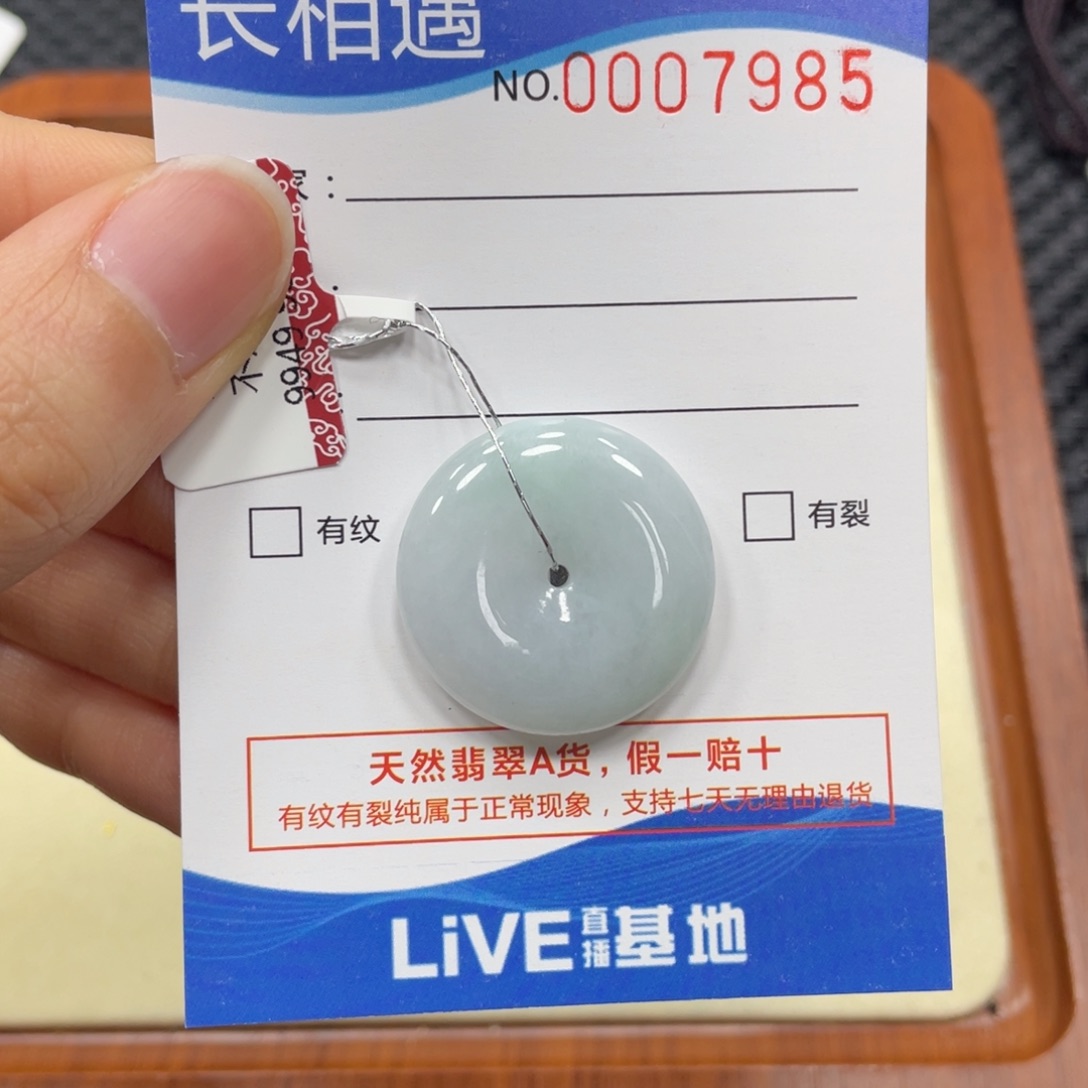 长相遇
NO.0007985
：
9949
不
□ 有纹
□ 有裂
天然翡翠A货，假一赔十
有纹有裂纯属于正常现象，支持七天无理由退货
LiVE直播基地